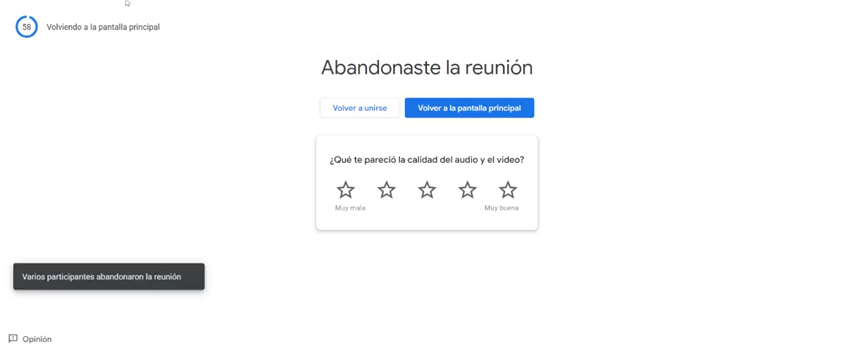 58 Volviendo a la pantalla principal
Abandonaste la reunión
Volver a unirse Volver a la pantalla principal
¿Qué te pareció la calidad del audio y el video?
Muy mala Muy buena
Varios participantes abandonaron la reunión
Opinión